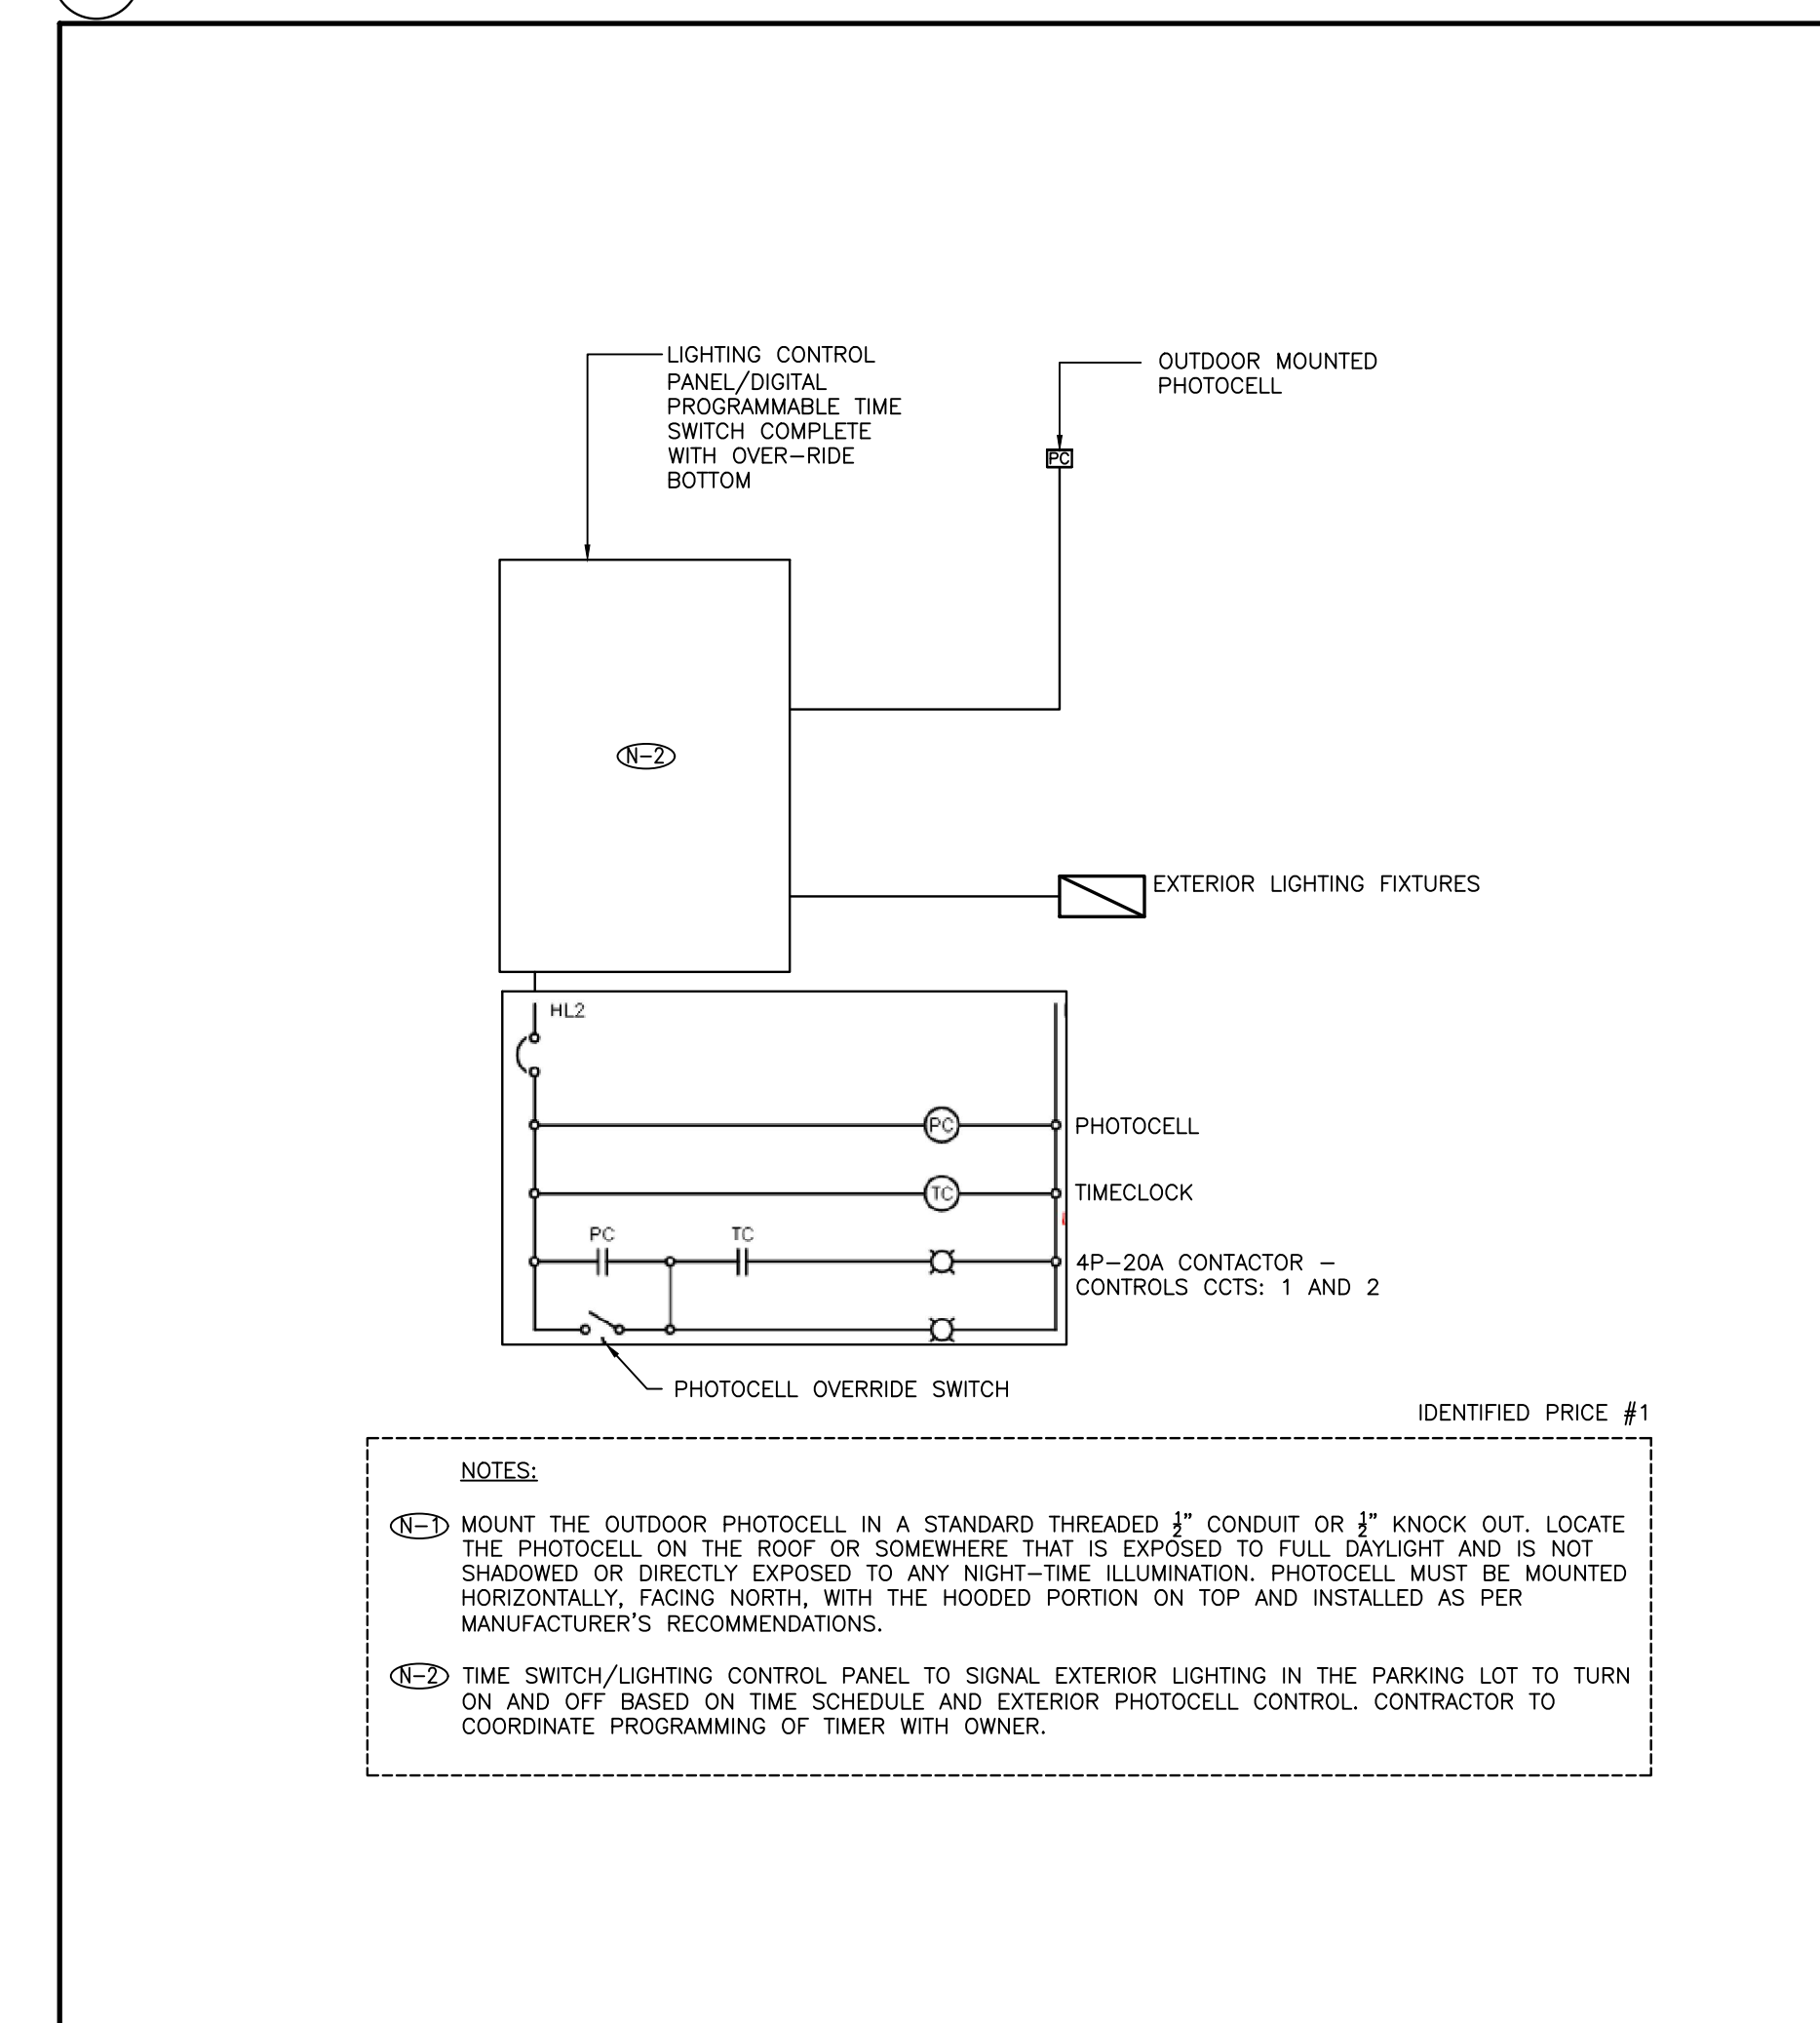 LIGHTING CONTROL
PANEL/DIGITAL
PROGRAMMABLE TIME
SWITCH COMPLETE
WITH OVER-RIDE
BOTTOM
OUTDOOR MOUNTED
PHOTOCELL
PC
N-2
EXTERIOR LIGHTING FIXTURES
HL2
PC
PHOTOCELL
TC
TIMECLOCK
PC TC
4P-20A CONTACTOR -
CONTROLS CCTS: 1 AND 2
PHOTOCELL OVERRIDE SWITCH
IDENTIFIED PRICE #1
NOTES:
N-1 MOUNT THE OUTDOOR PHOTOCELL IN A STANDARD THREADED ½" CONDUIT OR ½" KNOCK OUT. LOCATE
THE PHOTOCELL ON THE ROOF OR SOMEWHERE THAT IS EXPOSED TO FULL DAYLIGHT AND IS NOT
SHADOWED OR DIRECTLY EXPOSED TO ANY NIGHT-TIME ILLUMINATION. PHOTOCELL MUST BE MOUNTED
HORIZONTALLY, FACING NORTH, WITH THE HOODED PORTION ON TOP AND INSTALLED AS PER
MANUFACTURER'S RECOMMENDATIONS.
N-2 TIME SWITCH/LIGHTING CONTROL PANEL TO SIGNAL EXTERIOR LIGHTING IN THE PARKING LOT TO TURN
ON AND OFF BASED ON TIME SCHEDULE AND EXTERIOR PHOTOCELL CONTROL. CONTRACTOR TO
COORDINATE PROGRAMMING OF TIMER WITH OWNER.